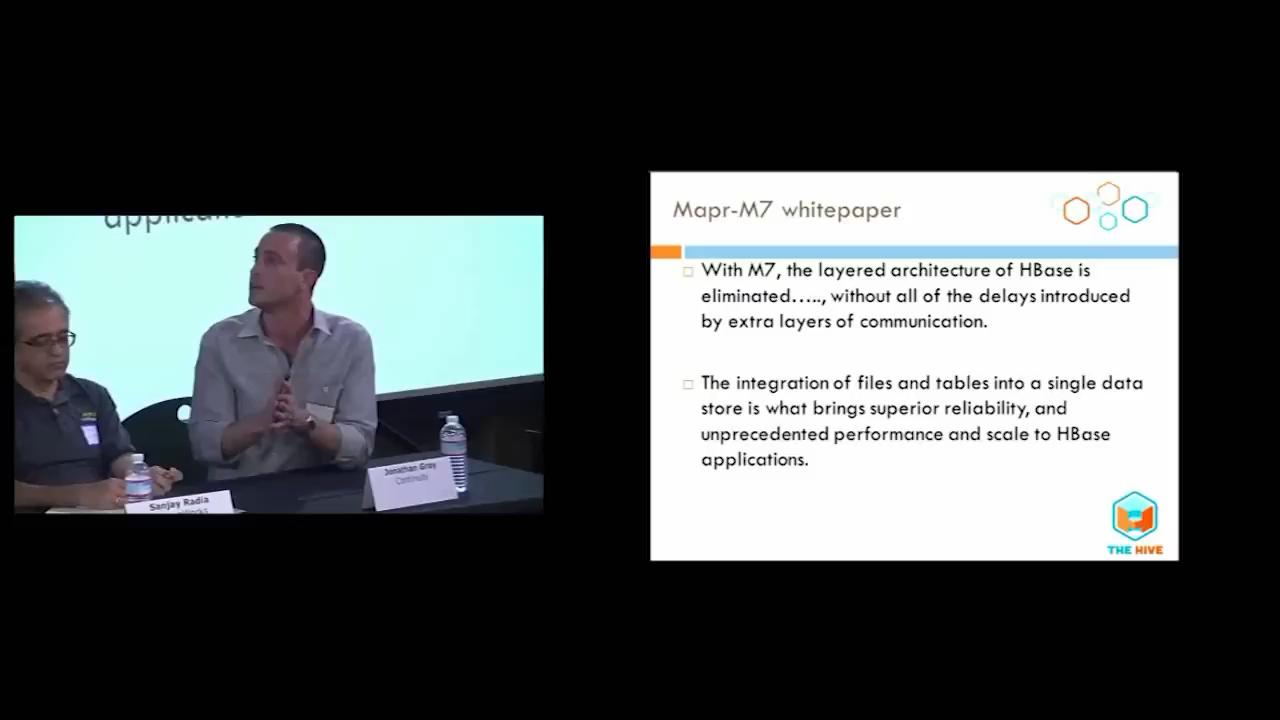 Sanjay Radia
Jonathan Gray
Continuity
Mapr-M7 whitepaper
With M7, the layered architecture of HBase is
eliminated….., without all of the delays introduced
by extra layers of communication.
The integration of files and tables into a single data
store is what brings superior reliability, and
unprecedented performance and scale to HBase
applications.
THE HIVE